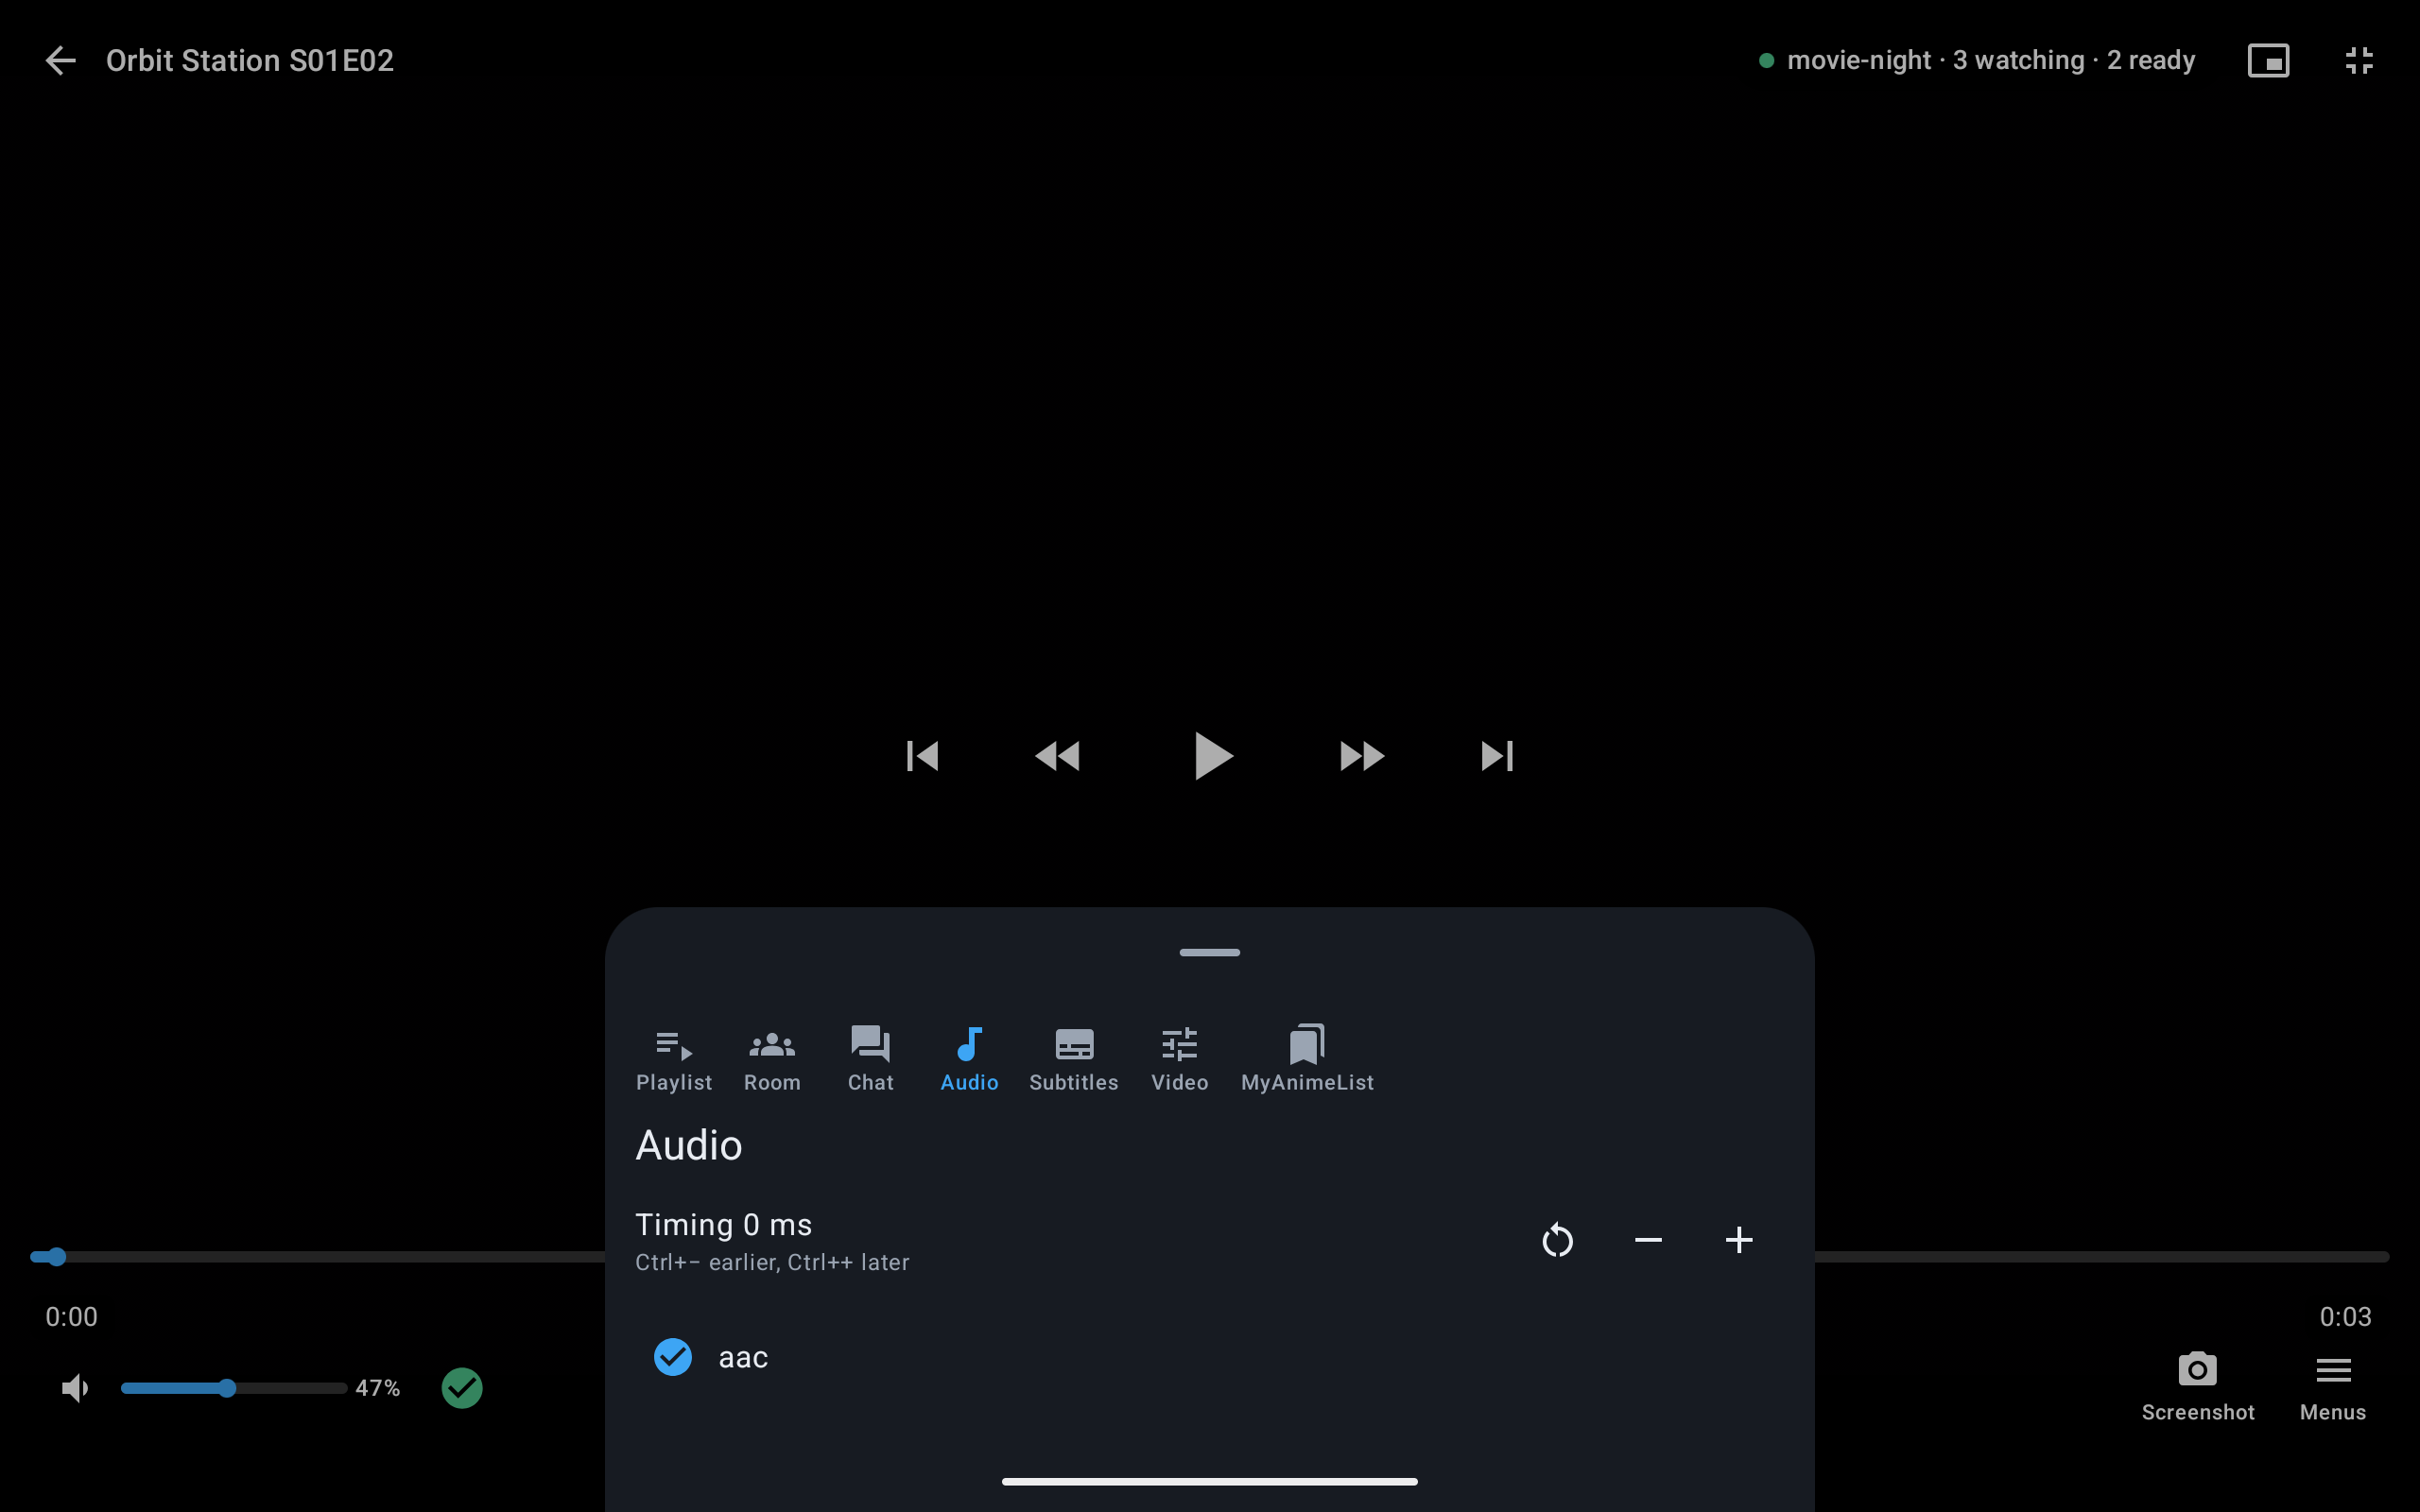 Orbit Station S01E02
movie-night · 3 watching · 2 ready
Playlist
Room
Chat
Audio
Subtitles
Video
MyAnimeList
Audio
Timing 0 ms
Ctrl+− earlier, Ctrl++ later
0:00
0:03
aac
47%
Screenshot
Menus